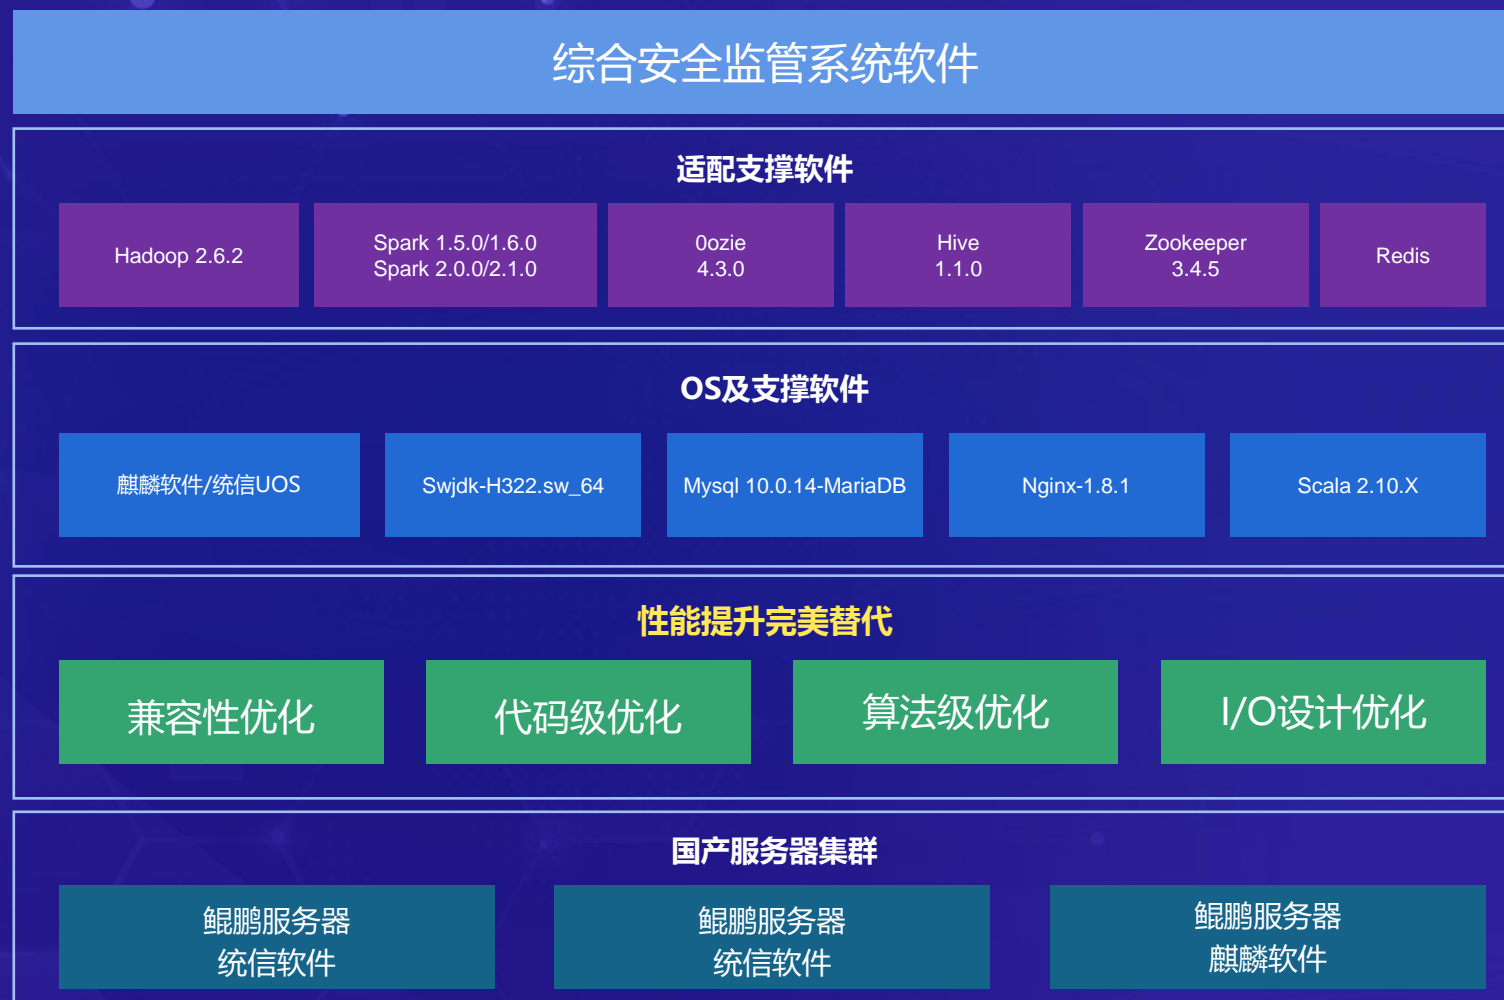 综合安全监管系统软件
适配支撑软件
Hadoop 2.6.2
Spark 1.5.0/1.6.0
Spark 2.0.0/2.1.0
0ozie
4.3.0
Hive
1.1.0
Zookeeper
3.4.5
Redis
OS及支撑软件
麒麟软件/统信UOS
Swjdk-H322.sw_64
Mysql 10.0.14-MariaDB
Nginx-1.8.1
Scala 2.10.X
性能提升完美替代
兼容性优化
代码级优化
算法级优化
I/O设计优化
国产服务器集群
鲲鹏服务器
统信软件
鲲鹏服务器
统信软件
鲲鹏服务器
麒麟软件